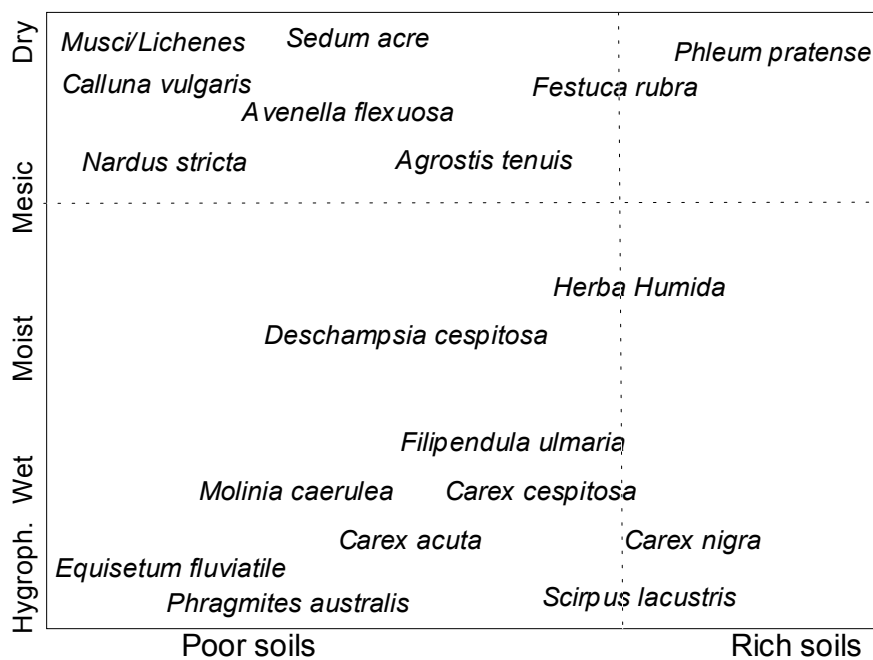 Dry
Musci/Lichenes
Sedum acre
Phleum pratense
Calluna vulgaris
Festuca rubra
Avenella flexuosa
Mesic
Nardus stricta
Agrostis tenuis
Herba Humida
Moist
Deschampsia cespitosa
Filipendula ulmaria
Wet
Molinia caerulea
Carex cespitosa
Hygroph.
Carex acuta
Carex nigra
Equisetum fluviatile
Phragmites australis
Scirpus lacustris
Poor soils
Rich soils